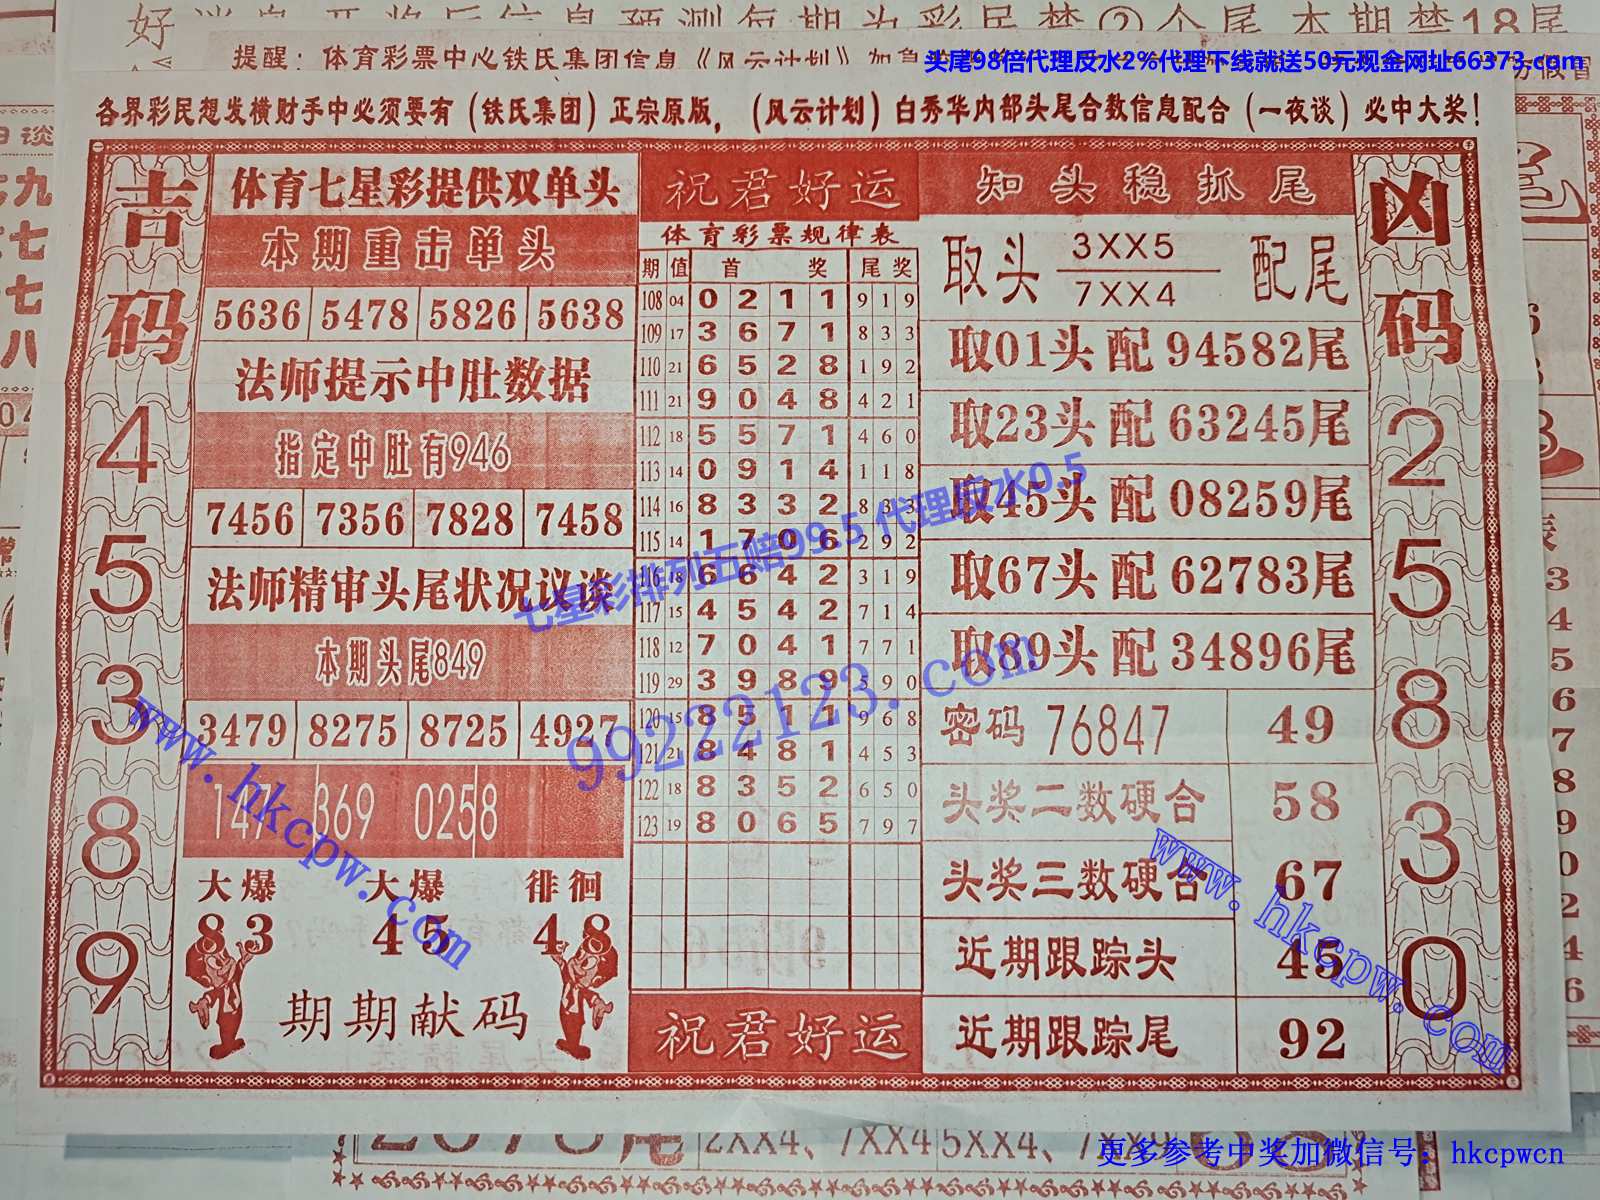 提醒：体育彩票中心铁氏集团信息《风云计划》
头尾98倍代理反水2%代理下线就送50元现金网址66373.com
各界彩民想发横财手中必须要有（铁氏集团）正宗原版，（风云计划）白秀华内部头尾合数信息配合（一夜谈）必中大奖！
吉码
4
5
3
8
9
体育七星彩提供双单头
本期重击单头
5636 5478 5826 5638
法师提示中肚数据
指定中肚有946
7456 7356 7828 7458
法师精审头尾状况议谈
本期头尾849
3479 8275 8725 4927
147 369 0258
大爆 大爆 徘徊
83 45 48
期期献码
祝君好运
体育彩票规律表
期 值 首奖 尾奖
108 04 0 2 1 1 9 1 9
109 17 3 6 7 1 8 3 3
110 21 6 5 2 8 1 9 2
111 21 9 0 4 8 4 2 1
112 18 5 5 7 1 4 6 0
113 14 0 9 1 4 1 1 8
114 16 8 3 3 2 8 3 3
115 14 1 7 0 6 2 9 2
116 18 6 6 4 2 3 1 9
117 15 4 5 4 2 7 1 4
118 12 7 0 4 1 7 7 1
119 29 3 9 8 9 5 9 0
120 15 8 5 1 1 9 6 8
121 21 8 4 8 1 4 5 3
122 18 8 3 5 2 6 5 0
123 19 8 0 6 5 7 9 7
祝君好运
知头稳抓尾
取头 3XX5 配尾
7XX4
取01头 配 94582尾
取23头 配 63245尾
取45头 配 08259尾
取67头 配 62783尾
取89头 配 34896尾
密码 76847 49
头奖二数硬合 58
头奖三数硬合 67
近期跟踪头 45
近期跟踪尾 92
凶码
2
5
8
3
0
七星彩排列五赔99.5 代理反水0.5
99222123.com
www.hkcpw.com
www.hkcpw.com
2XX4、7XX4 5XX4、
更多参考中奖加微信号：hkcpwcn